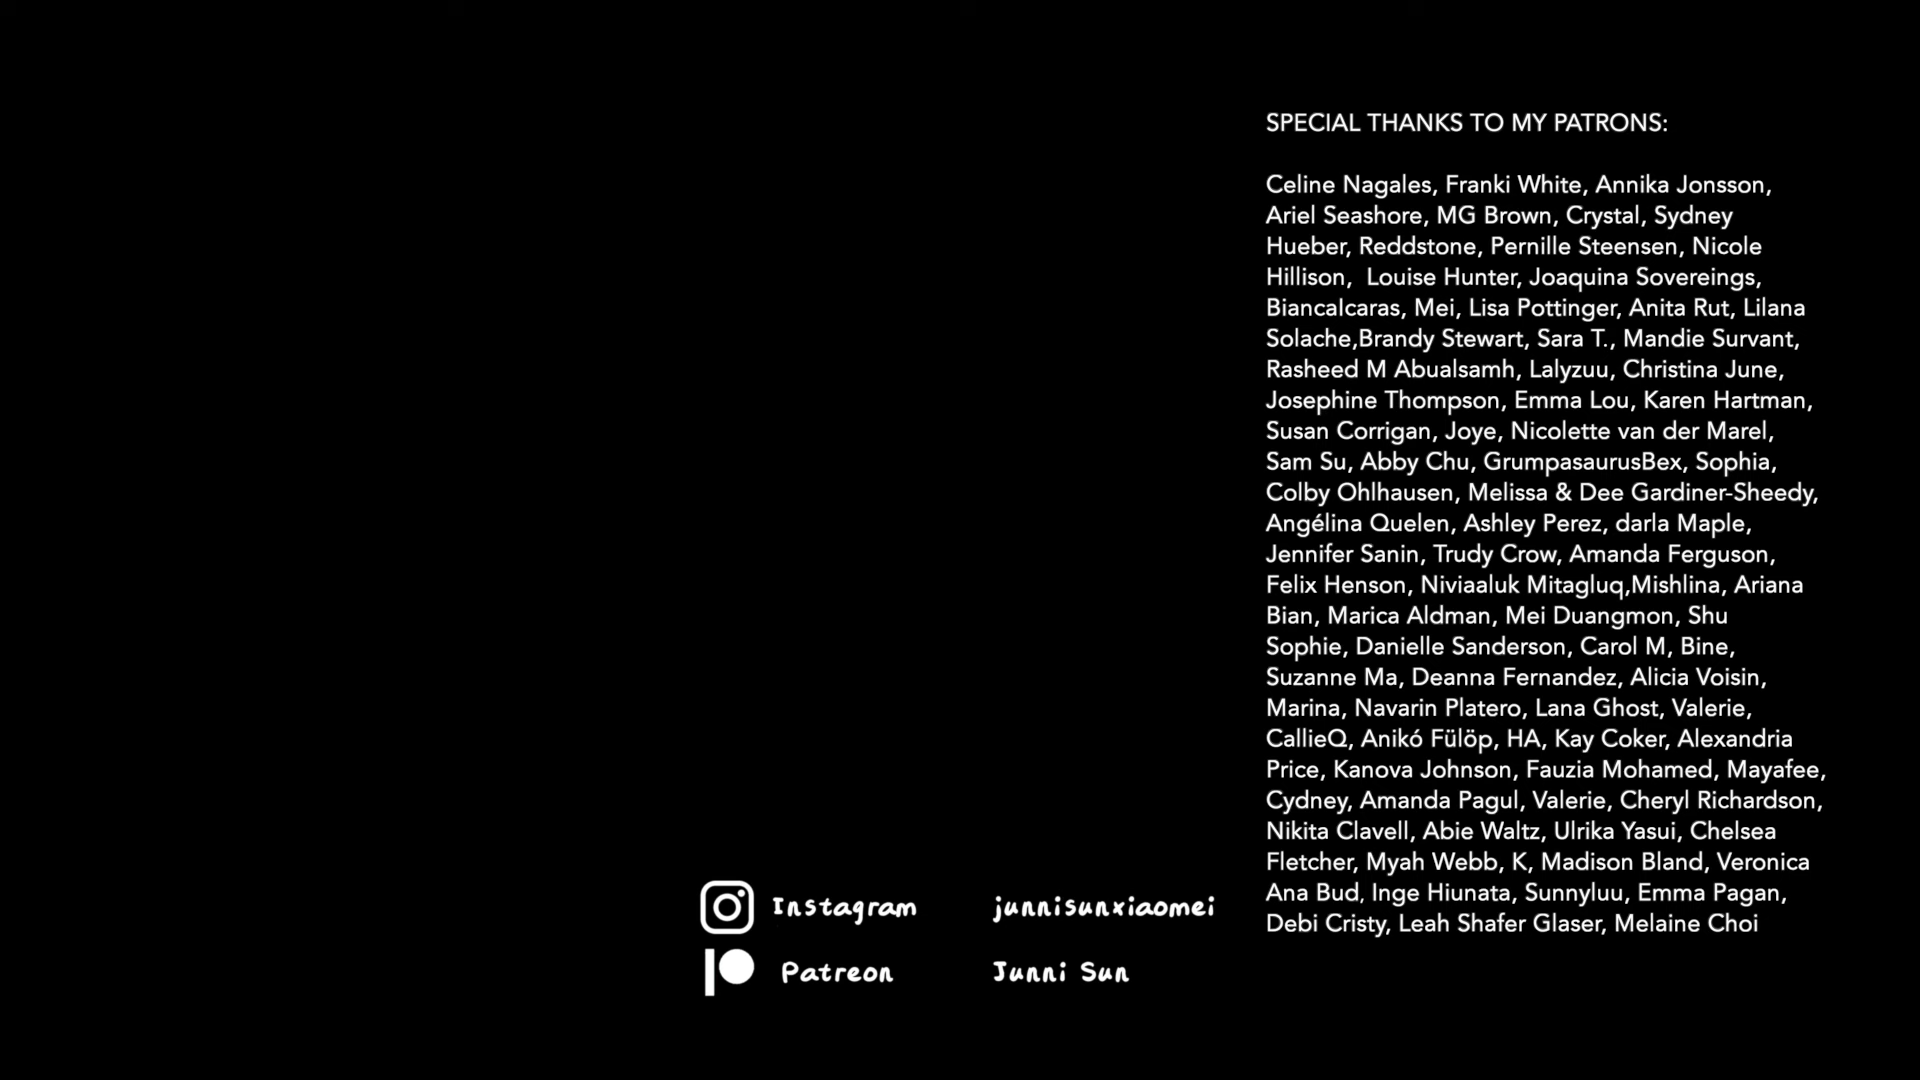 SPECIAL THANKS TO MY PATRONS:
Celine Nagales, Franki White, Annika Jonsson,
Ariel Seashore, MG Brown, Crystal, Sydney
Hueber, Reddstone, Pernille Steensen, Nicole
Hillison,  Louise Hunter, Joaquina Sovereings,
Biancalcaras, Mei, Lisa Pottinger, Anita Rut, Lilana
Solache,Brandy Stewart, Sara T., Mandie Survant,
Rasheed M Abualsamh, Lalyzuu, Christina June,
Josephine Thompson, Emma Lou, Karen Hartman,
Susan Corrigan, Joye, Nicolette van der Marel,
Sam Su, Abby Chu, GrumpasaurusBex, Sophia,
Colby Ohlhausen, Melissa & Dee Gardiner-Sheedy,
Angélina Quelen, Ashley Perez, darla Maple,
Jennifer Sanin, Trudy Crow, Amanda Ferguson,
Felix Henson, Niviaaluk Mitagluq,Mishlina, Ariana
Bian, Marica Aldman, Mei Duangmon, Shu
Sophie, Danielle Sanderson, Carol M, Bine,
Suzanne Ma, Deanna Fernandez, Alicia Voisin,
Marina, Navarin Platero, Lana Ghost, Valerie,
CallieQ, Anikó Fülöp, HA, Kay Coker, Alexandria
Price, Kanova Johnson, Fauzia Mohamed, Mayafee,
Cydney, Amanda Pagul, Valerie, Cheryl Richardson,
Nikita Clavell, Abie Waltz, Ulrika Yasui, Chelsea
Fletcher, Myah Webb, K, Madison Bland, Veronica
Ana Bud, Inge Hiunata, Sunnyluu, Emma Pagan,
Debi Cristy, Leah Shafer Glaser, Melaine Choi
Instagram junnisunxiaomei
Patreon Junni Sun